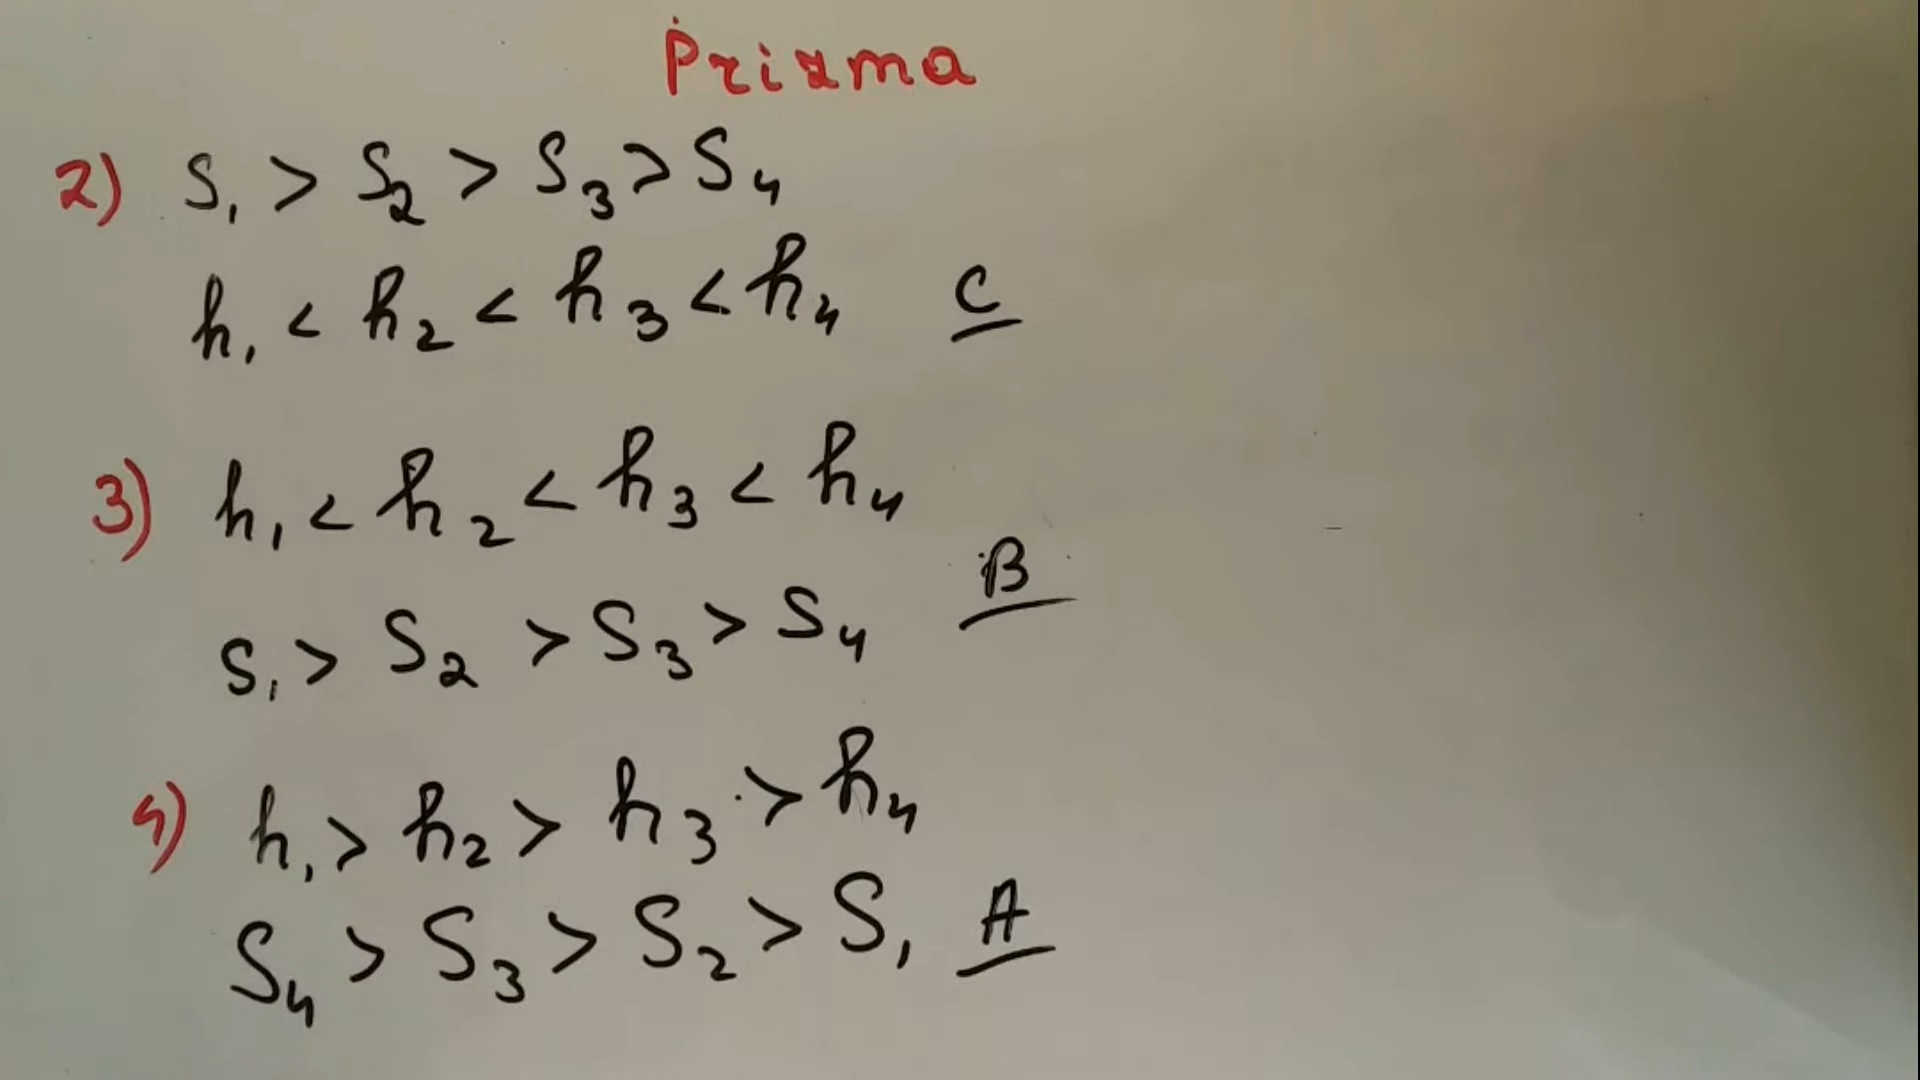 Prizma
2) S₁ > S₂ > S₃ > S₄
h₁ < h₂ < h₃ < h₄ C
3) h₁ < h₂ < h₃ < h₄
B
S₁ > S₂ > S₃ > S₄
4) h₁ > h₂ > h₃ > h₄
S₄ > S₃ > S₂ > S₁ A